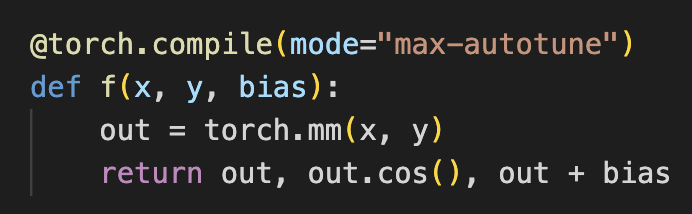 @torch.compile(mode="max-autotune")
def f(x, y, bias):
    out = torch.mm(x, y)
    return out, out.cos(), out + bias